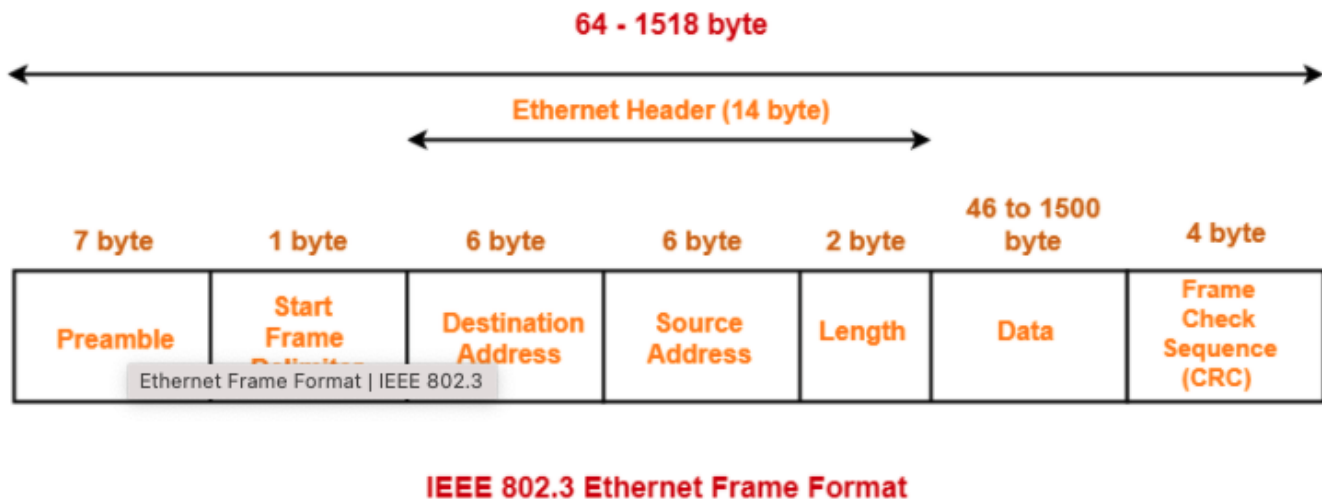 64 - 1518 byte
Ethernet Header (14 byte)
46 to 1500
7 byte 1 byte 6 byte 6 byte 2 byte byte 4 byte
Preamble
Start
Frame
Destination
Address
Source
Address
Length
Data
Frame
Check
Sequence
(CRC)
Ethernet Frame Format | IEEE 802.3
IEEE 802.3 Ethernet Frame Format